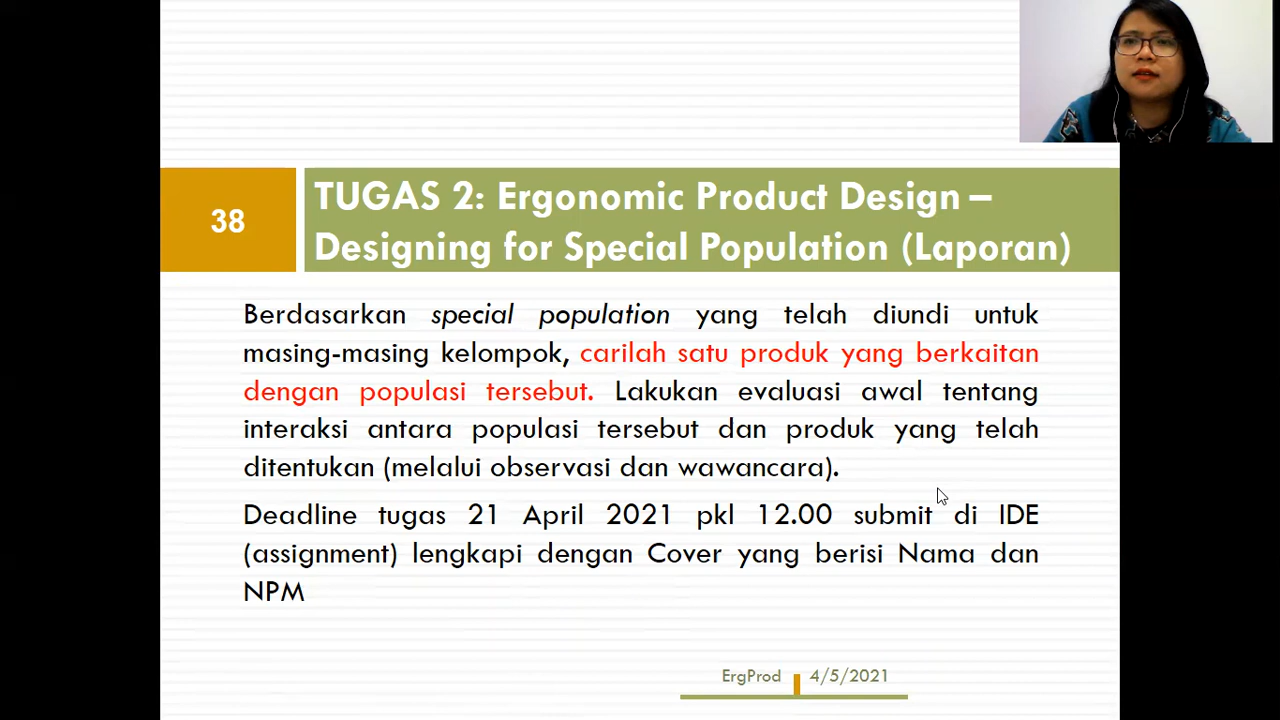 38
TUGAS 2: Ergonomic Product Design –
Designing for Special Population (Laporan)
Berdasarkan special population yang telah diundi untuk
masing-masing kelompok, carilah satu produk yang berkaitan
dengan populasi tersebut. Lakukan evaluasi awal tentang
interaksi antara populasi tersebut dan produk yang telah
ditentukan (melalui observasi dan wawancara).
Deadline tugas 21 April 2021 pkl 12.00 submit di IDE
(assignment) lengkapi dengan Cover yang berisi Nama dan
NPM
ErgProd 4/5/2021